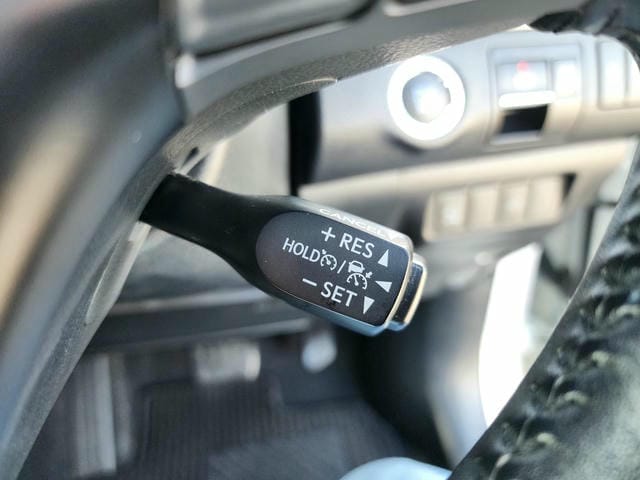 CANCEL
+ RES
HOLD /
− SET